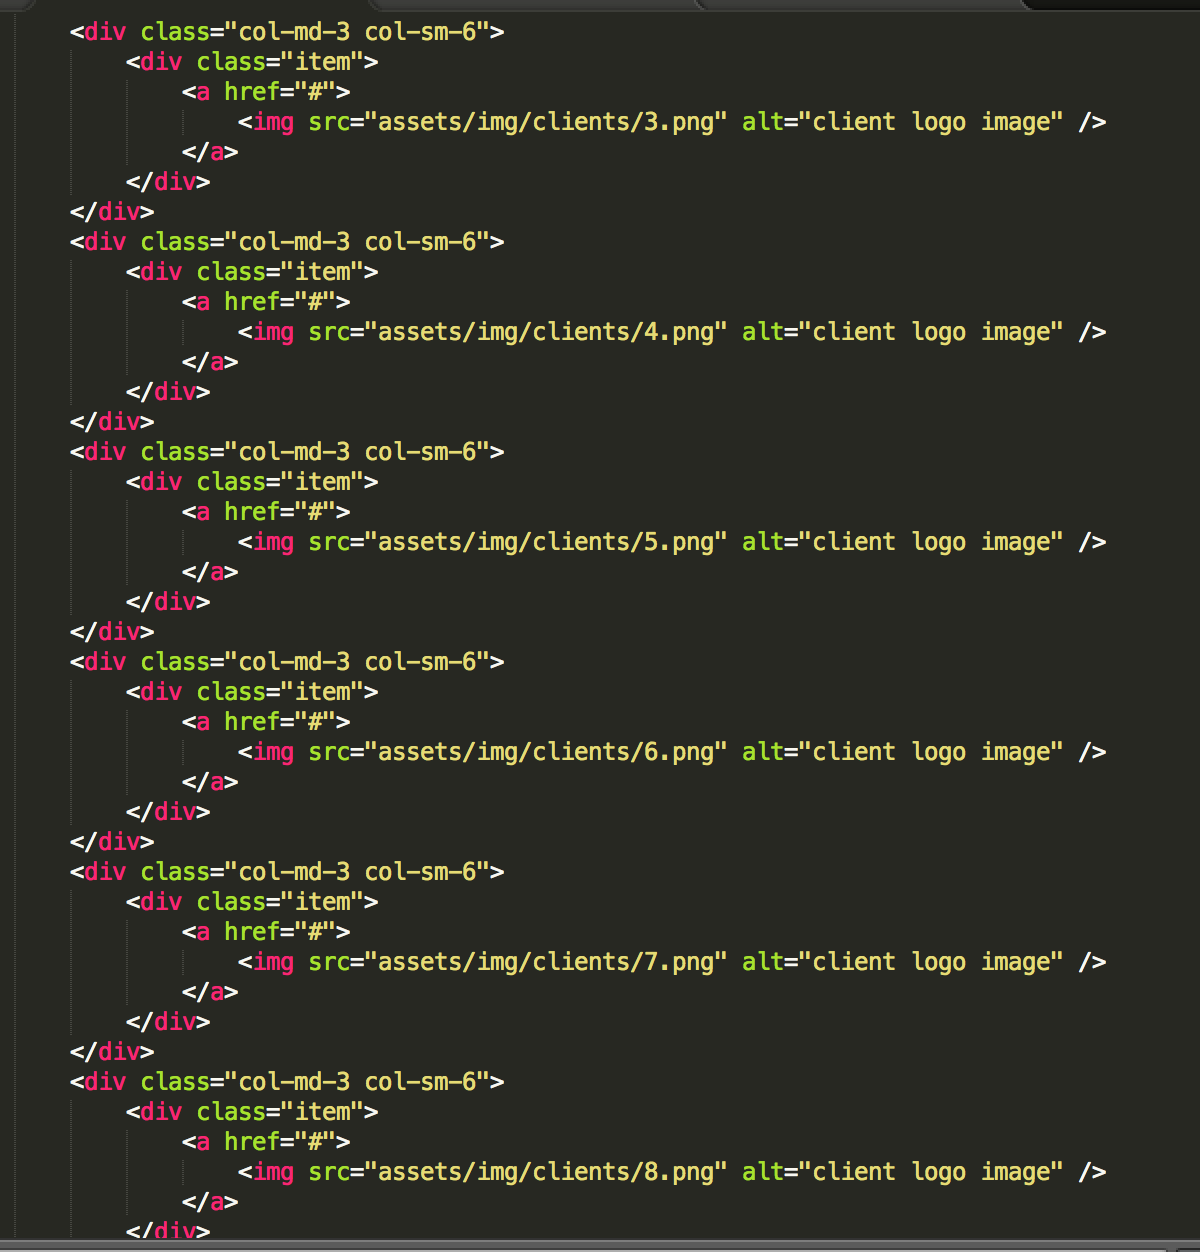 <div class="col-md-3 col-sm-6">
<div class="item">
<a href="#">
<img src="assets/img/clients/3.png" alt="client logo image" />
</a>
</div>
</div>
<div class="col-md-3 col-sm-6">
<div class="item">
<a href="#">
<img src="assets/img/clients/4.png" alt="client logo image" />
</a>
</div>
</div>
<div class="col-md-3 col-sm-6">
<div class="item">
<a href="#">
<img src="assets/img/clients/5.png" alt="client logo image" />
</a>
</div>
</div>
<div class="col-md-3 col-sm-6">
<div class="item">
<a href="#">
<img src="assets/img/clients/6.png" alt="client logo image" />
</a>
</div>
</div>
<div class="col-md-3 col-sm-6">
<div class="item">
<a href="#">
<img src="assets/img/clients/7.png" alt="client logo image" />
</a>
</div>
</div>
<div class="col-md-3 col-sm-6">
<div class="item">
<a href="#">
<img src="assets/img/clients/8.png" alt="client logo image" />
</a>
</div>